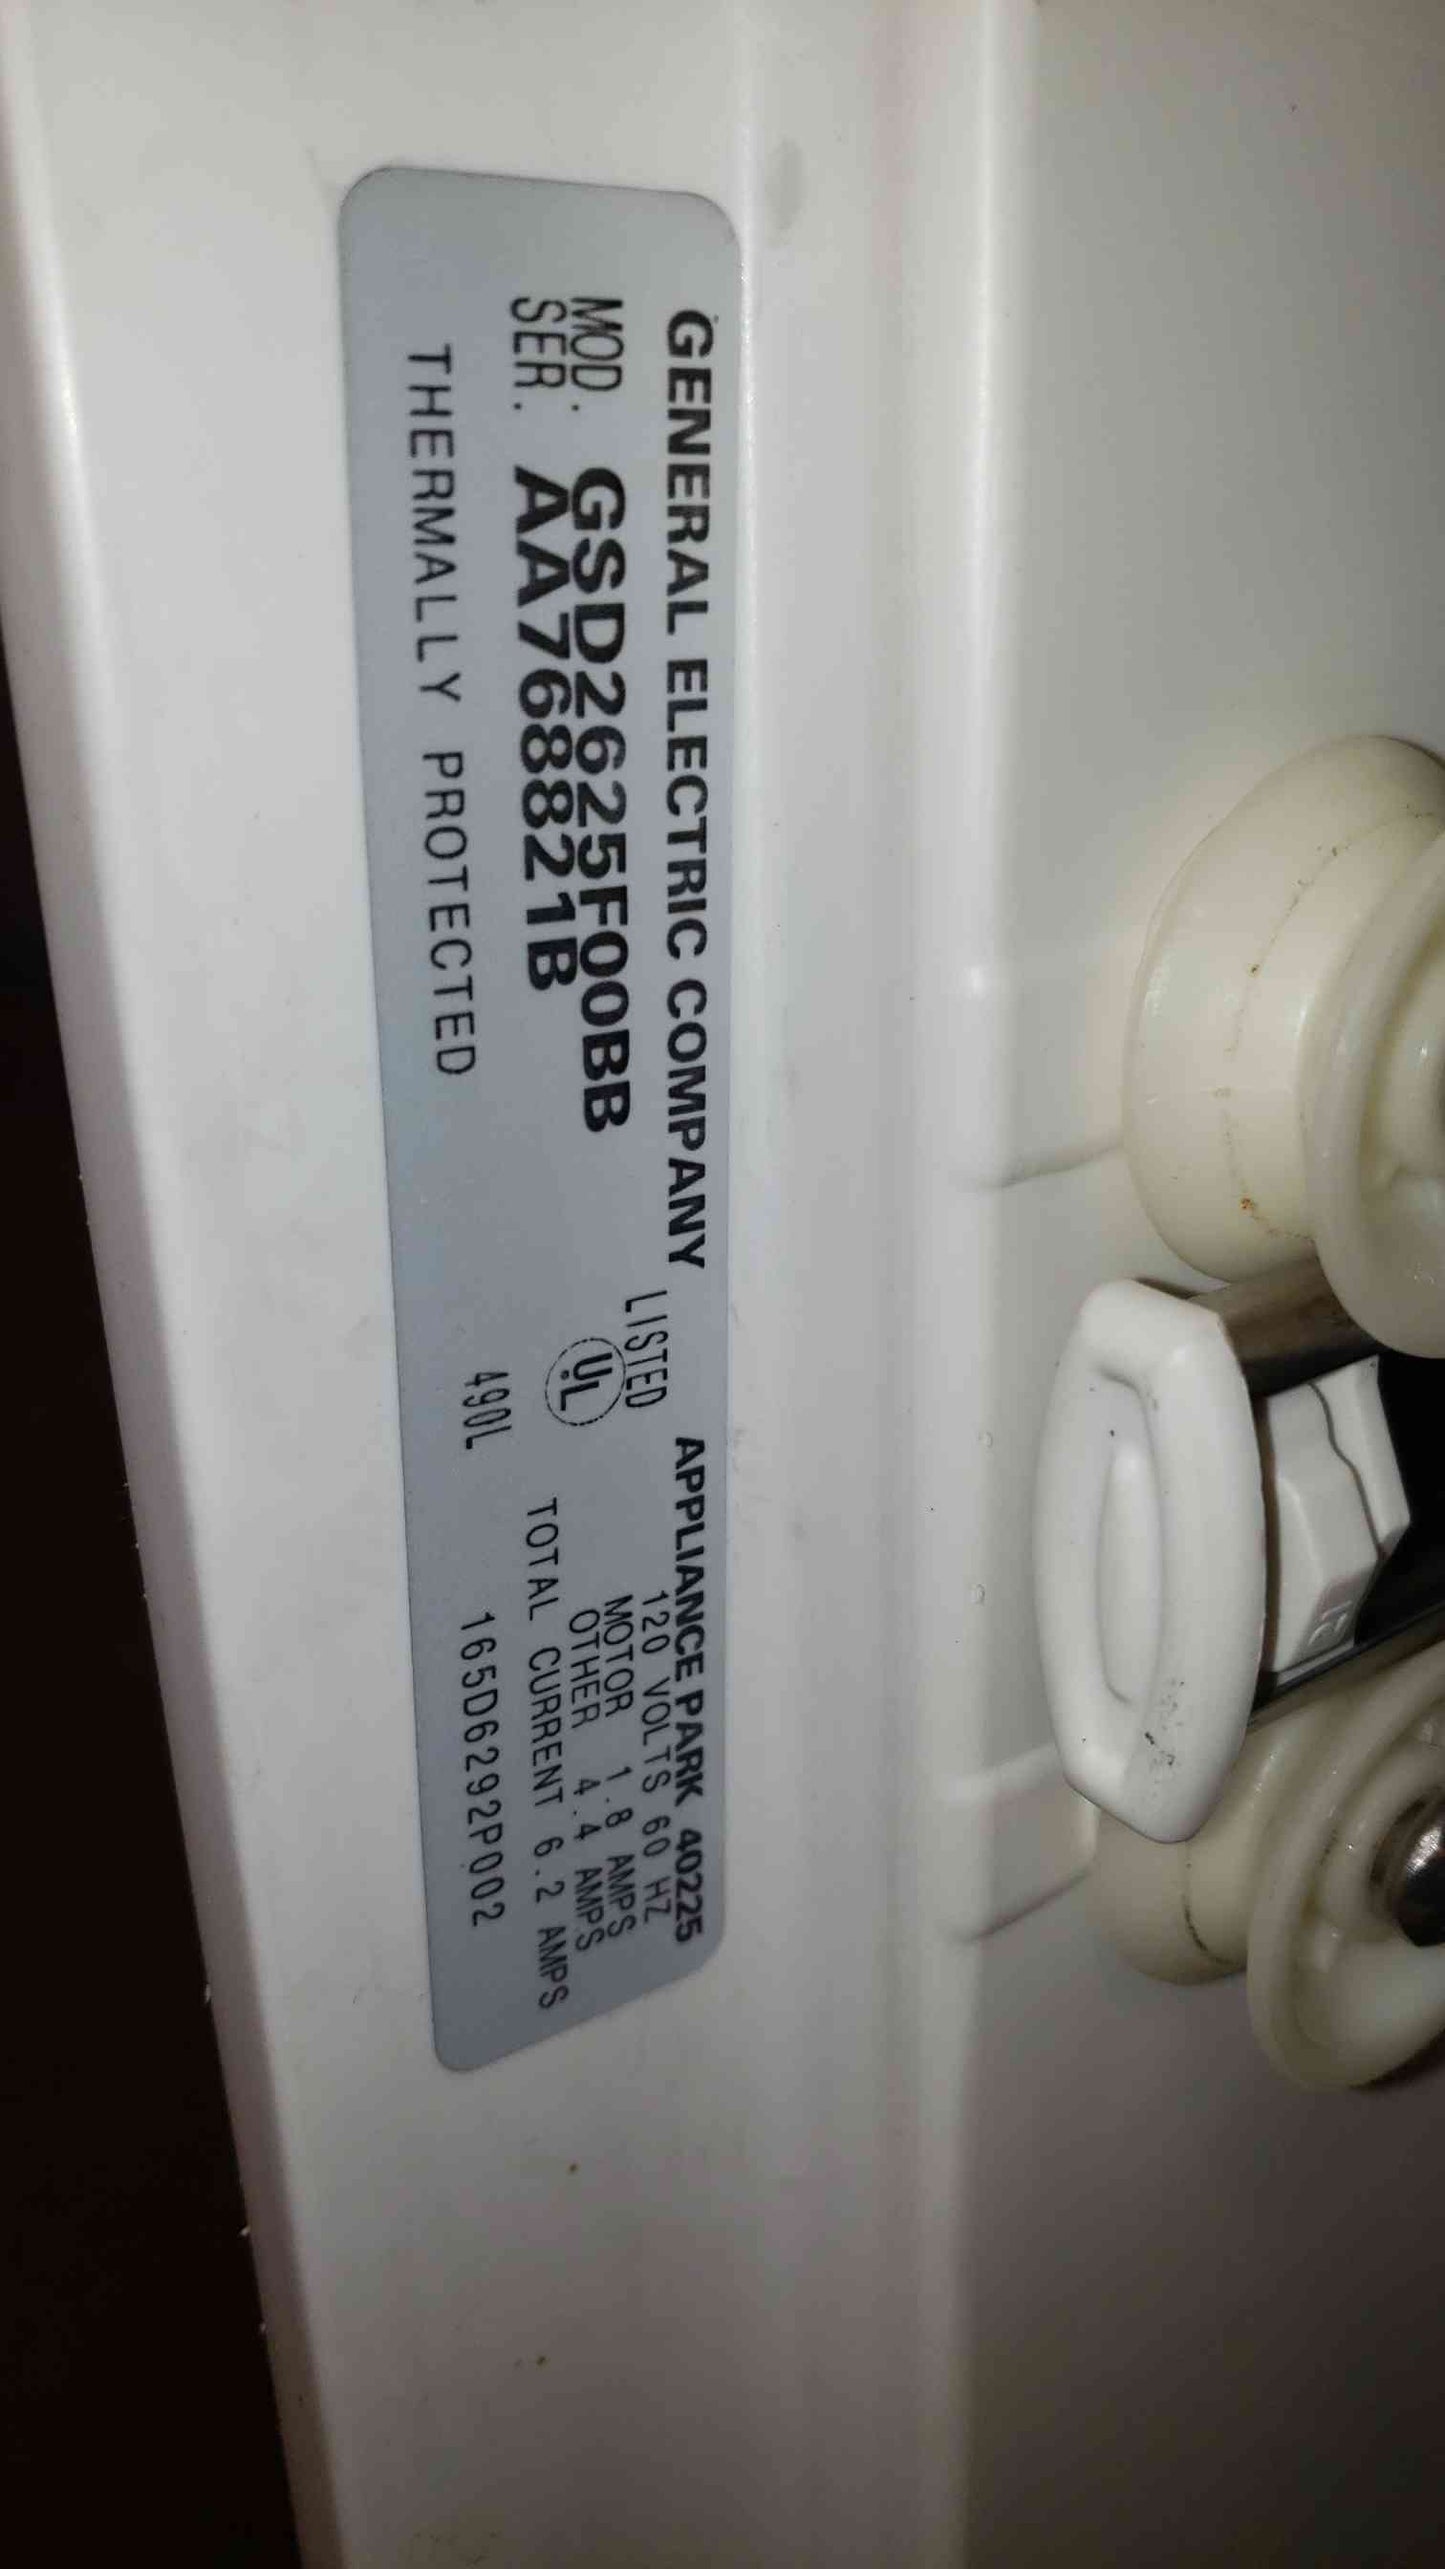 GENERAL ELECTRIC COMPANY
APPLIANCE PARK 40225
MOD. GSD2625F00BB
SER. AA768821B
THERMALLY PROTECTED
LISTED
UL
490L
120 VOLTS 60 HZ
MOTOR 1.8 AMPS
OTHER 4.4 AMPS
TOTAL CURRENT 6.2 AMPS
165D6292P002